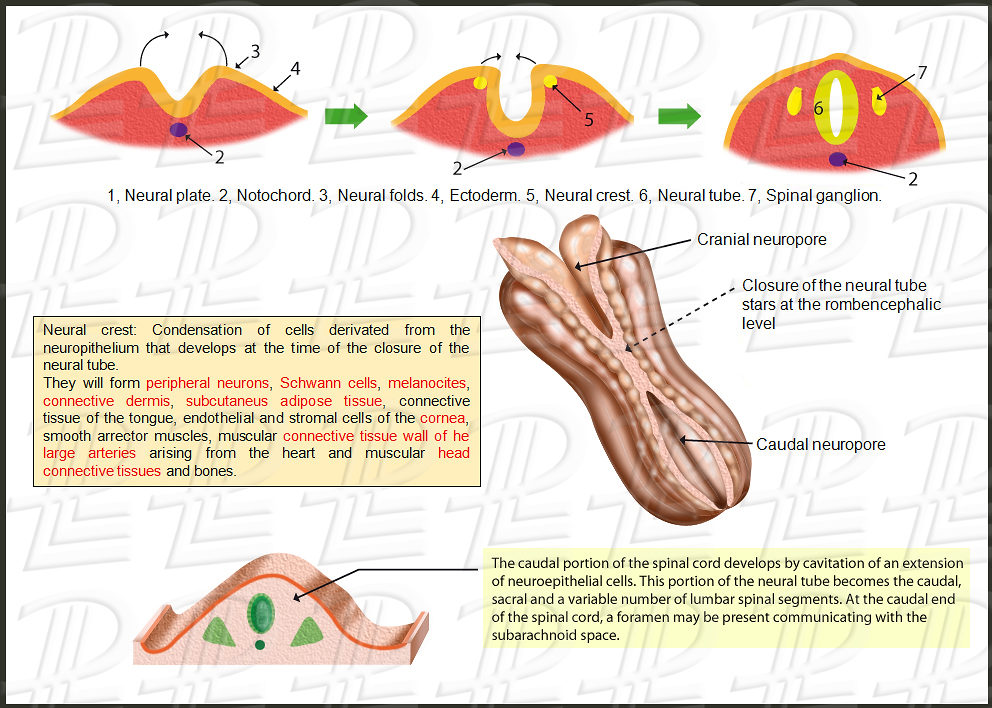 3
4
2
5
2
6
7
2
1, Neural plate. 2, Notochord. 3, Neural folds. 4, Ectoderm. 5, Neural crest. 6, Neural tube. 7, Spinal ganglion.
Cranial neuropore
Closure of the neural tube
stars at the rombencephalic
level
Caudal neuropore
Neural crest: Condensation of cells derivated from the
neuropithelium that develops at the time of the closure of the
neural tube.
They will form peripheral neurons, Schwann cells, melanocites,
connective dermis, subcutaneus adipose tissue, connective
tissue of the tongue, endothelial and stromal cells of the cornea,
smooth arrector muscles, muscular connective tissue wall of he
large arteries arising from the heart and muscular head
connective tissues and bones.
The caudal portion of the spinal cord develops by cavitation of an extension
of neuroepithelial cells. This portion of the neural tube becomes the caudal,
sacral and a variable number of lumbar spinal segments. At the caudal end
of the spinal cord, a foramen may be present communicating with the
subarachnoid space.